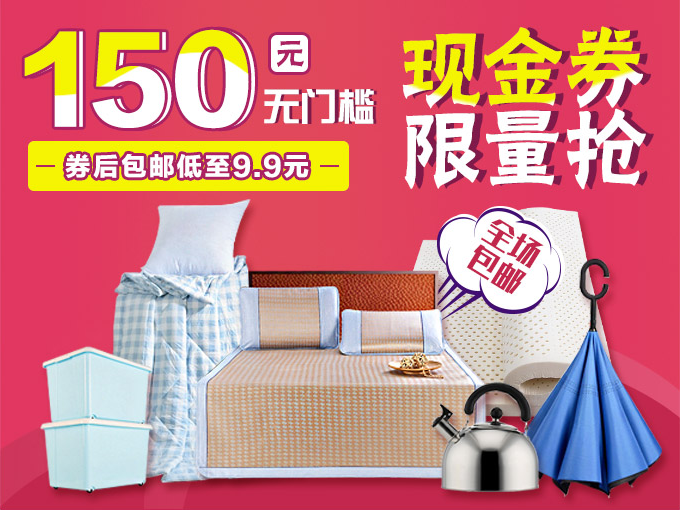 150元
无门槛
券后包邮低至9.9元
现金券
限量抢
全场
包邮